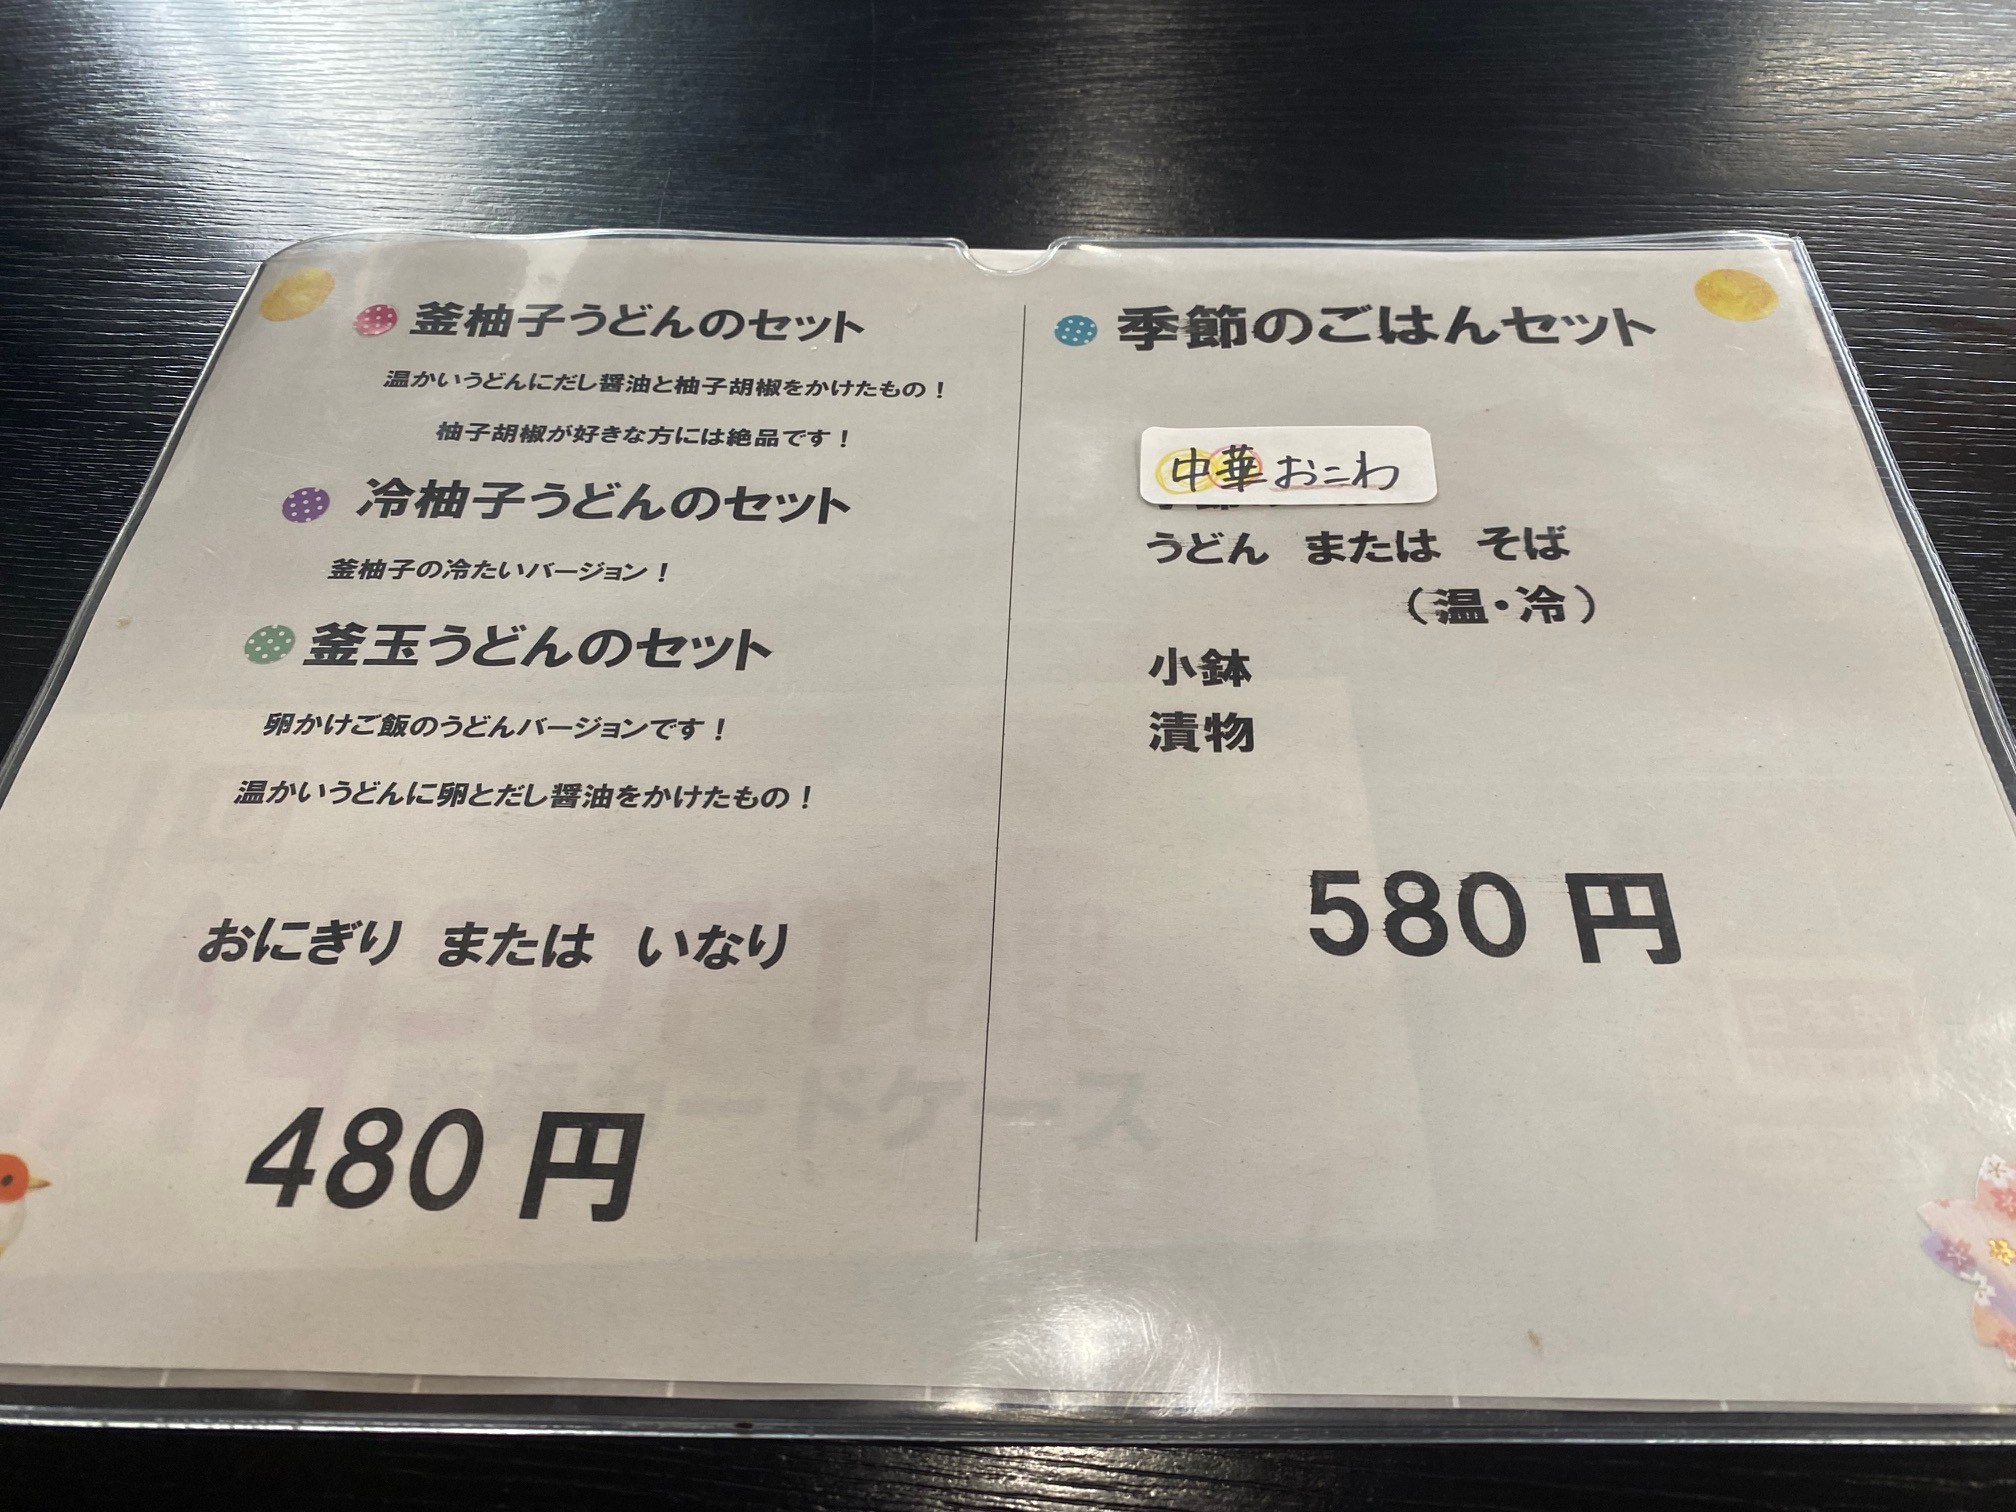 釜柚子うどんのセット
温かいうどんにだし醤油と柚子胡椒をかけたもの！
柚子胡椒が好きな方には絶品です！
冷柚子うどんのセット
釜柚子の冷たいバージョン！
釜玉うどんのセット
卵かけご飯のうどんバージョンです！
温かいうどんに卵とだし醤油をかけたもの！
おにぎり または いなり
480円
季節のごはんセット
中華おこわ
うどん または そば
（温・冷）
小鉢
漬物
580円
カードケース